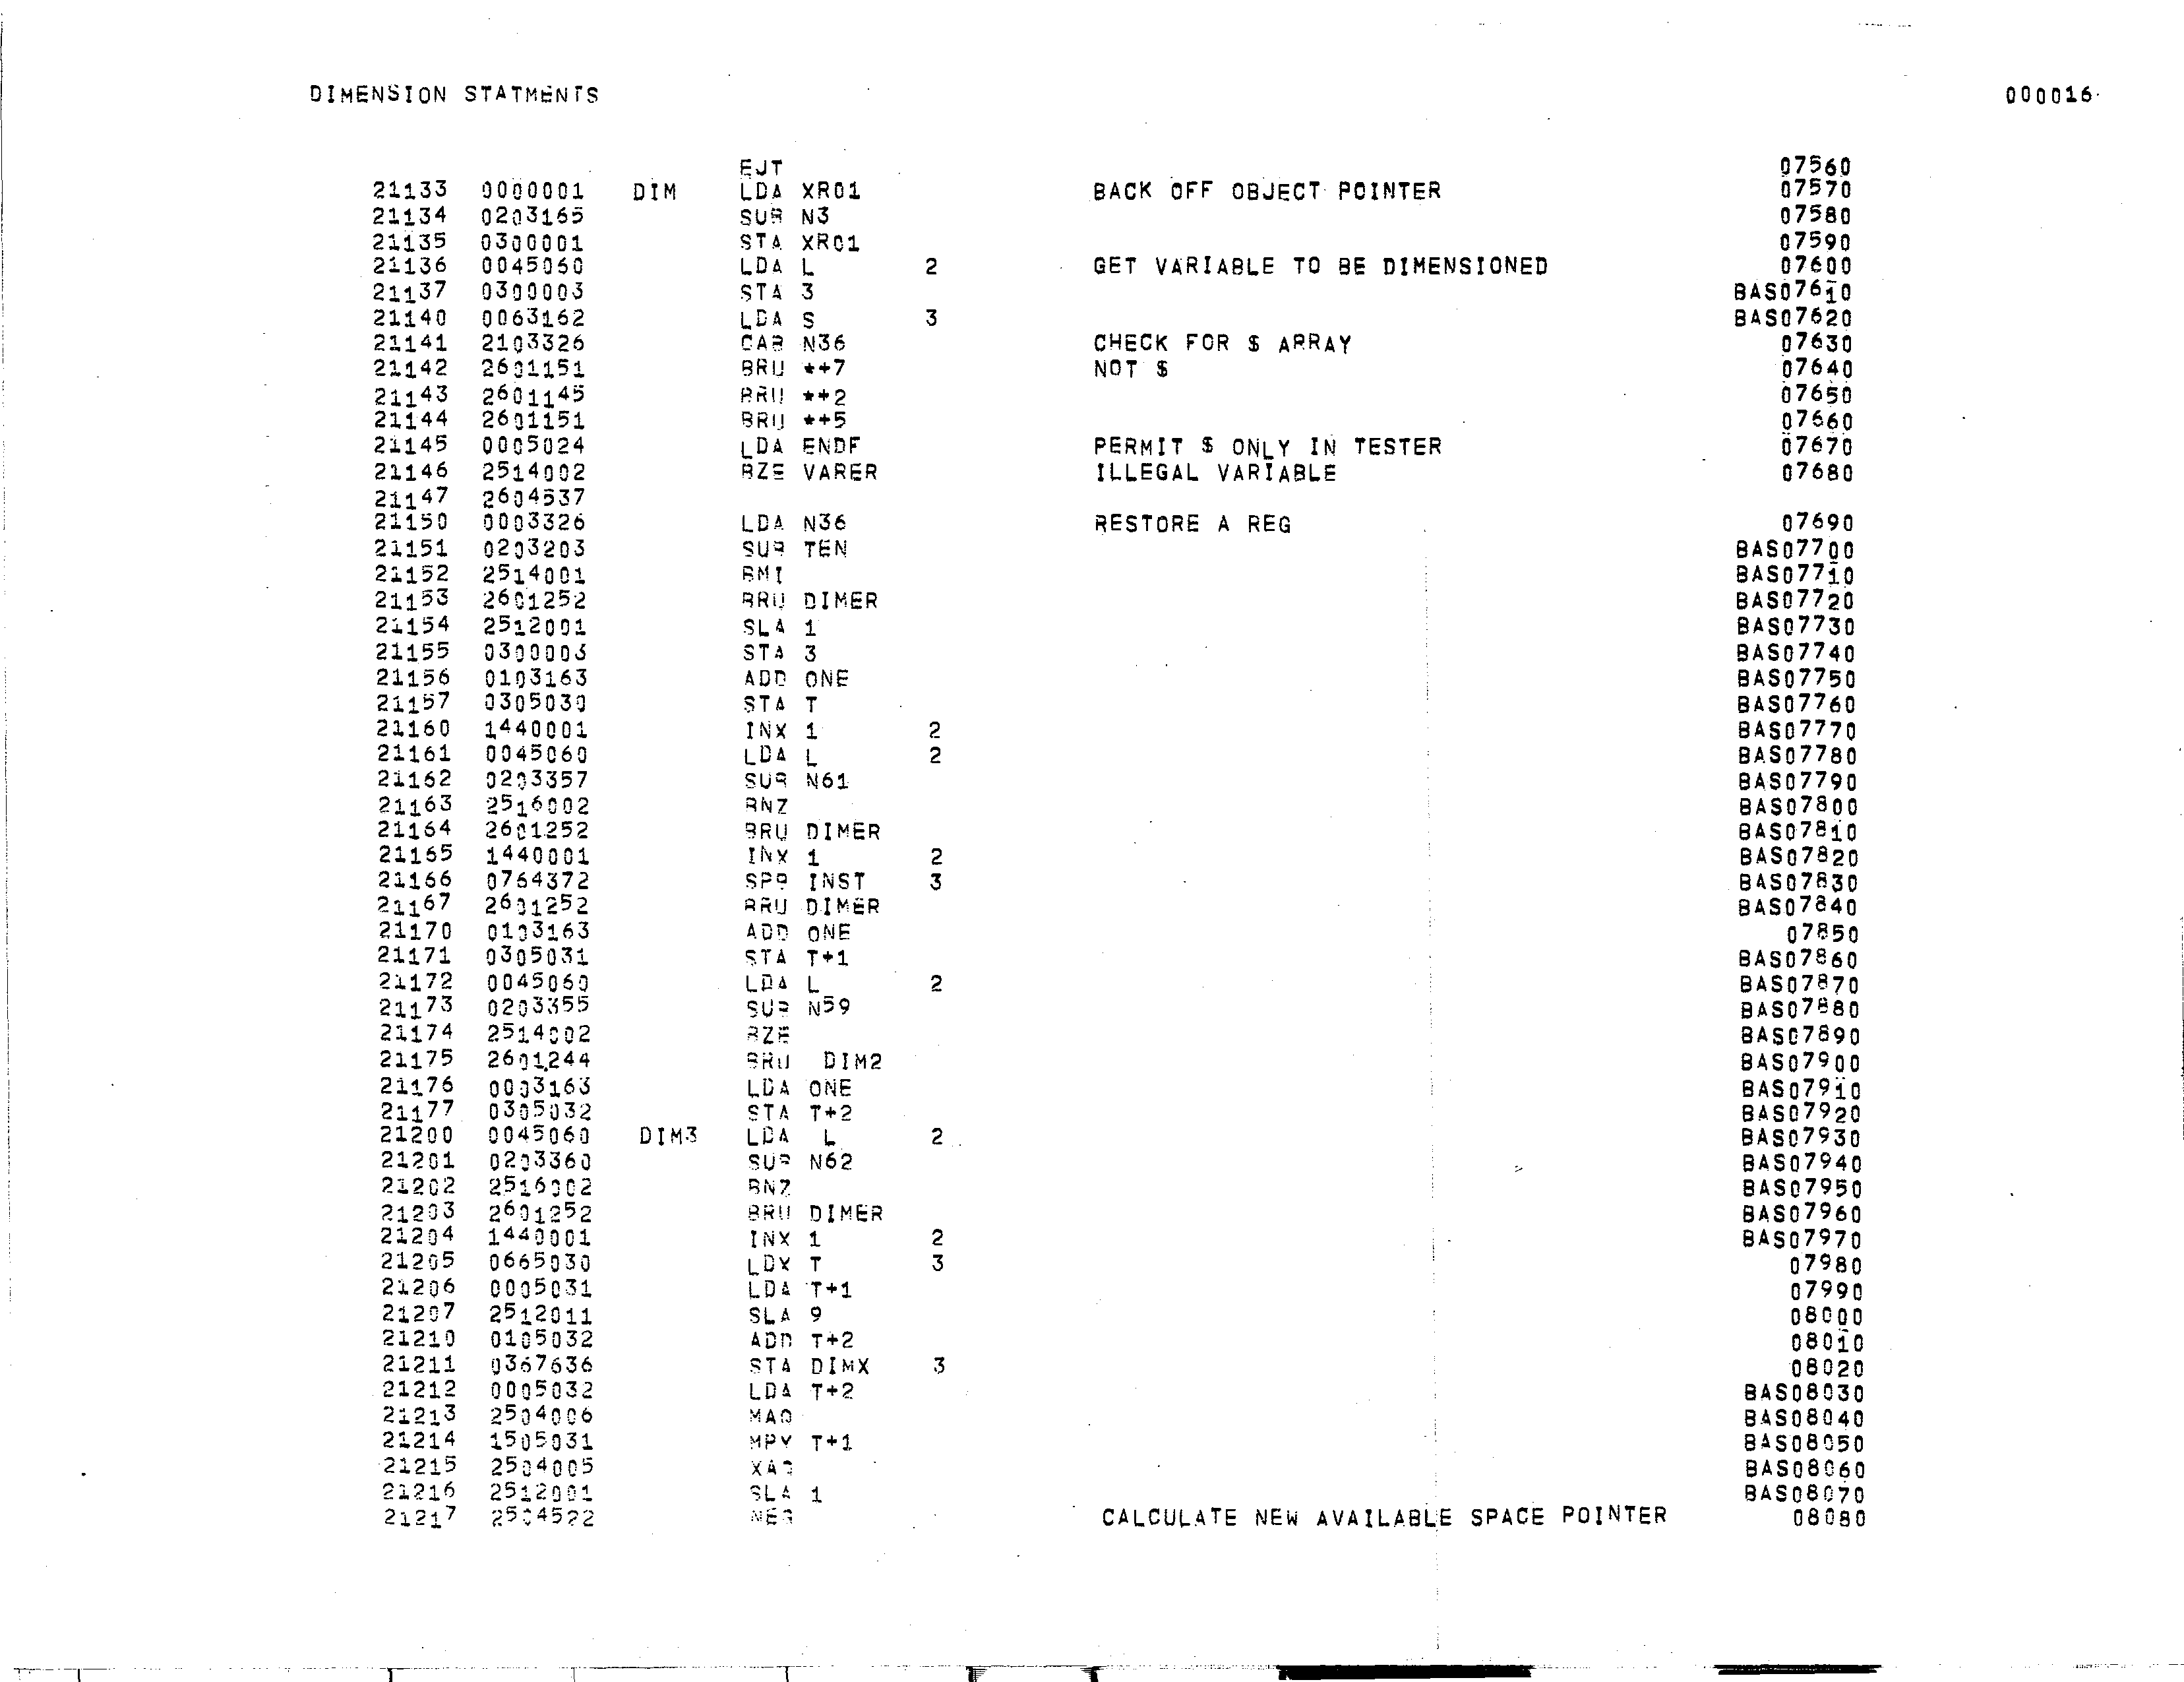 DIMENSION STATMENTS 000016
EJT 07560
21133 0000001 DIM LDA XR01 BACK OFF OBJECT POINTER 07570
21134 0203165 SUB N3 07580
21135 0300001 STA XR01 07590
21136 0045060 LDA L 2 GET VARIABLE TO BE DIMENSIONED 07600
21137 0300003 STA 3 BAS07610
21140 0063162 LDA S 3 BAS07620
21141 2103326 CAB N36 CHECK FOR $ ARRAY 07630
21142 2601151 BRU *+7 NOT $ 07640
21143 2601145 BRU *+2 07650
21144 2601151 BRU *+5 07660
21145 0005024 LDA ENDF PERMIT $ ONLY IN TESTER 07670
21146 2514002 BZE VARER ILLEGAL VARIABLE 07680
21147 2604537
21150 0003326 LDA N36 RESTORE A REG 07690
21151 0203203 SUB TEN BAS07700
21152 2514001 BMI BAS07710
21153 2601252 BRU DIMER BAS07720
21154 2512001 SLA 1 BAS07730
21155 0300003 STA 3 BAS07740
21156 0103163 ADD ONE BAS07750
21157 0305030 STA T BAS07760
21160 1440001 INX 1 2 BAS07770
21161 0045060 LDA L 2 BAS07780
21162 0203357 SUB N61 BAS07790
21163 2516002 BNZ BAS07800
21164 2601252 BRU DIMER BAS07810
21165 1440001 INX 1 2 BAS07820
21166 0764372 SPB INST 3 BAS07830
21167 2601252 BRU DIMER BAS07840
21170 0103163 ADD ONE 07850
21171 0305031 STA T+1 BAS07860
21172 0045060 LDA L 2 BAS07870
21173 0203355 SUB N59 BAS07880
21174 2514002 BZE BAS07890
21175 2601244 BRU DIM2 BAS07900
21176 0003163 LDA ONE BAS07910
21177 0305032 STA T+2 BAS07920
21200 0045060 DIM3 LDA L 2 BAS07930
21201 0203360 SUB N62 BAS07940
21202 2516002 BNZ BAS07950
21203 2601252 BRU DIMER BAS07960
21204 1440001 INX 1 2 BAS07970
21205 0665030 LDX T 3 07980
21206 0005031 LDA T+1 07990
21207 2512011 SLA 9 08000
21210 0105032 ADD T+2 08010
21211 0367636 STA DIMX 3 08020
21212 0005032 LDA T+2 BAS08030
21213 2504006 MAQ BAS08040
21214 1505031 MPY T+1 BAS08050
21215 2504005 XAQ BAS08060
21216 2512001 SLA 1 BAS08070
21217 2504522 NEG CALCULATE NEW AVAILABLE SPACE POINTER 08080